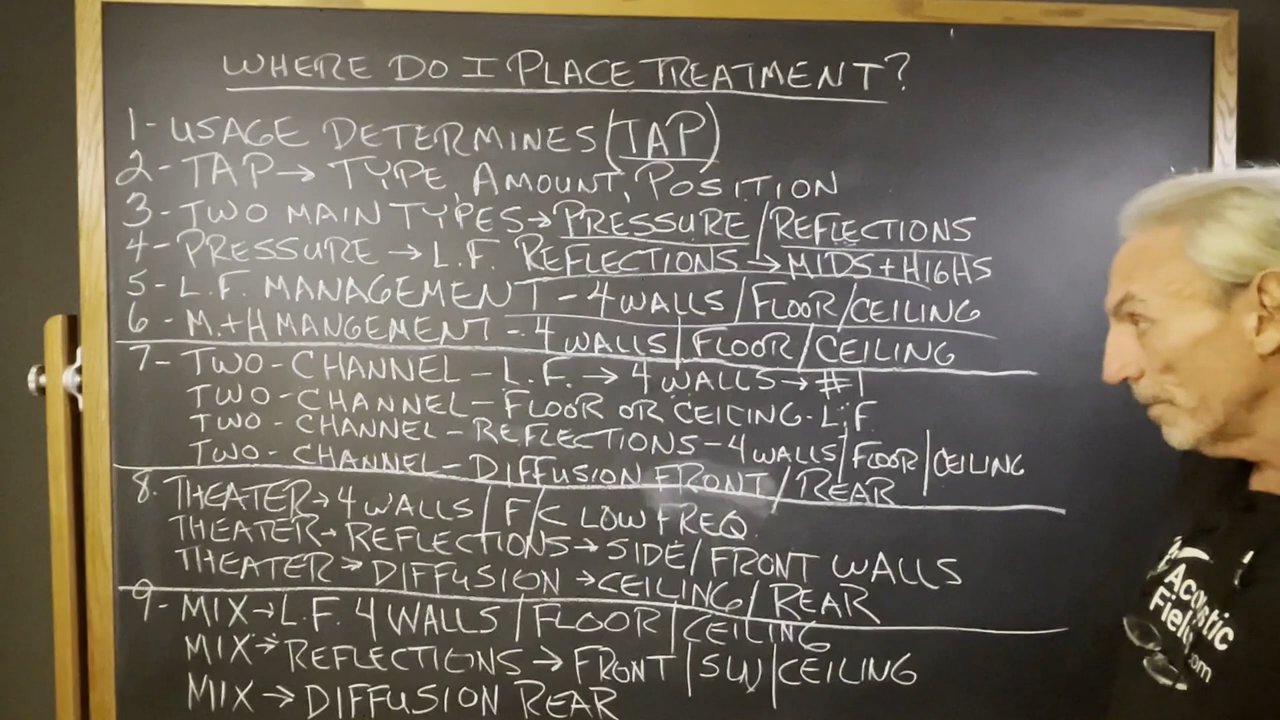 WHERE DO I PLACE TREATMENT?
1- USAGE DETERMINES (TAP)
2- TAP → TYPE, AMOUNT, POSITION
3- TWO MAIN TYPES → PRESSURE / REFLECTIONS
4- PRESSURE → L.F. REFLECTIONS → MIDS + HIGHS
5- L.F. MANAGEMENT - 4 WALLS / FLOOR / CEILING
6- M.+H MANGEMENT - 4 WALLS / FLOOR / CEILING
7- TWO-CHANNEL - L.F. → 4 WALLS → #1
TWO-CHANNEL - FLOOR OR CEILING - L.F.
TWO-CHANNEL - REFLECTIONS - 4 WALLS / FLOOR / CEILING
TWO-CHANNEL - DIFFUSION FRONT / REAR
8. THEATER → 4 WALLS / F/C LOW FREQ.
THEATER → REFLECTIONS → SIDE / FRONT WALLS
THEATER → DIFFUSION → CEILING / REAR
9- MIX → L.F. 4 WALLS / FLOOR / CEILING
MIX → REFLECTIONS → FRONT / SW / CEILING
MIX → DIFFUSION REAR
Acoustic
Fields.com